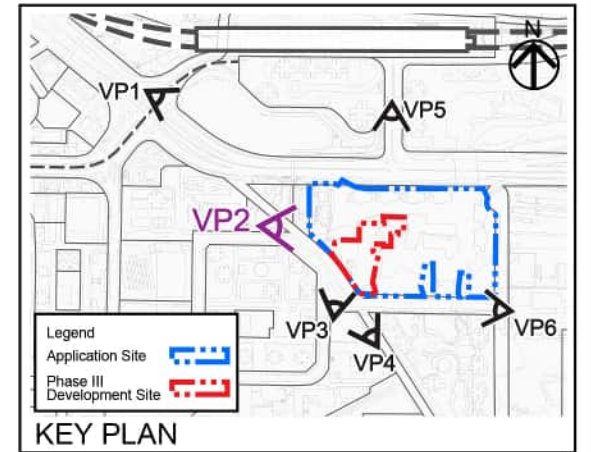 N
VP1
VP5
VP2
VP3
VP4
VP6
Legend
Application Site
Phase III
Development Site
KEY PLAN